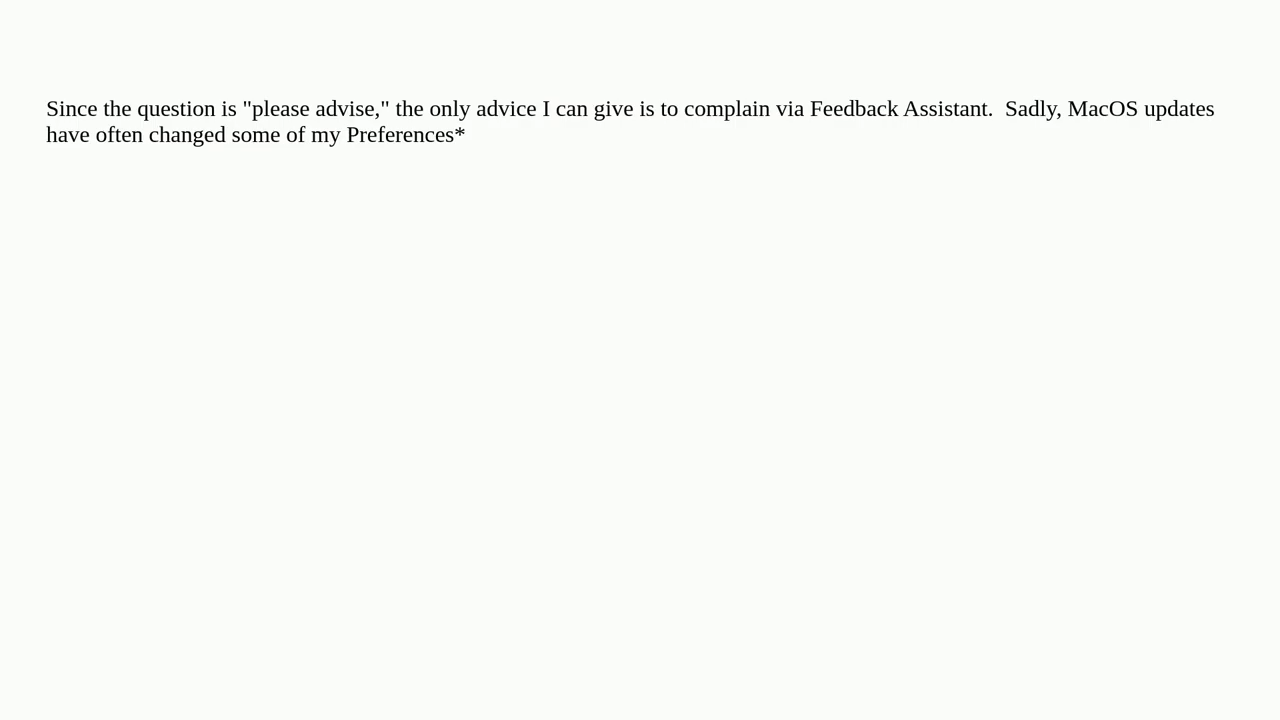 Since the question is "please advise," the only advice I can give is to complain via Feedback Assistant.  Sadly, MacOS updates
have often changed some of my Preferences*